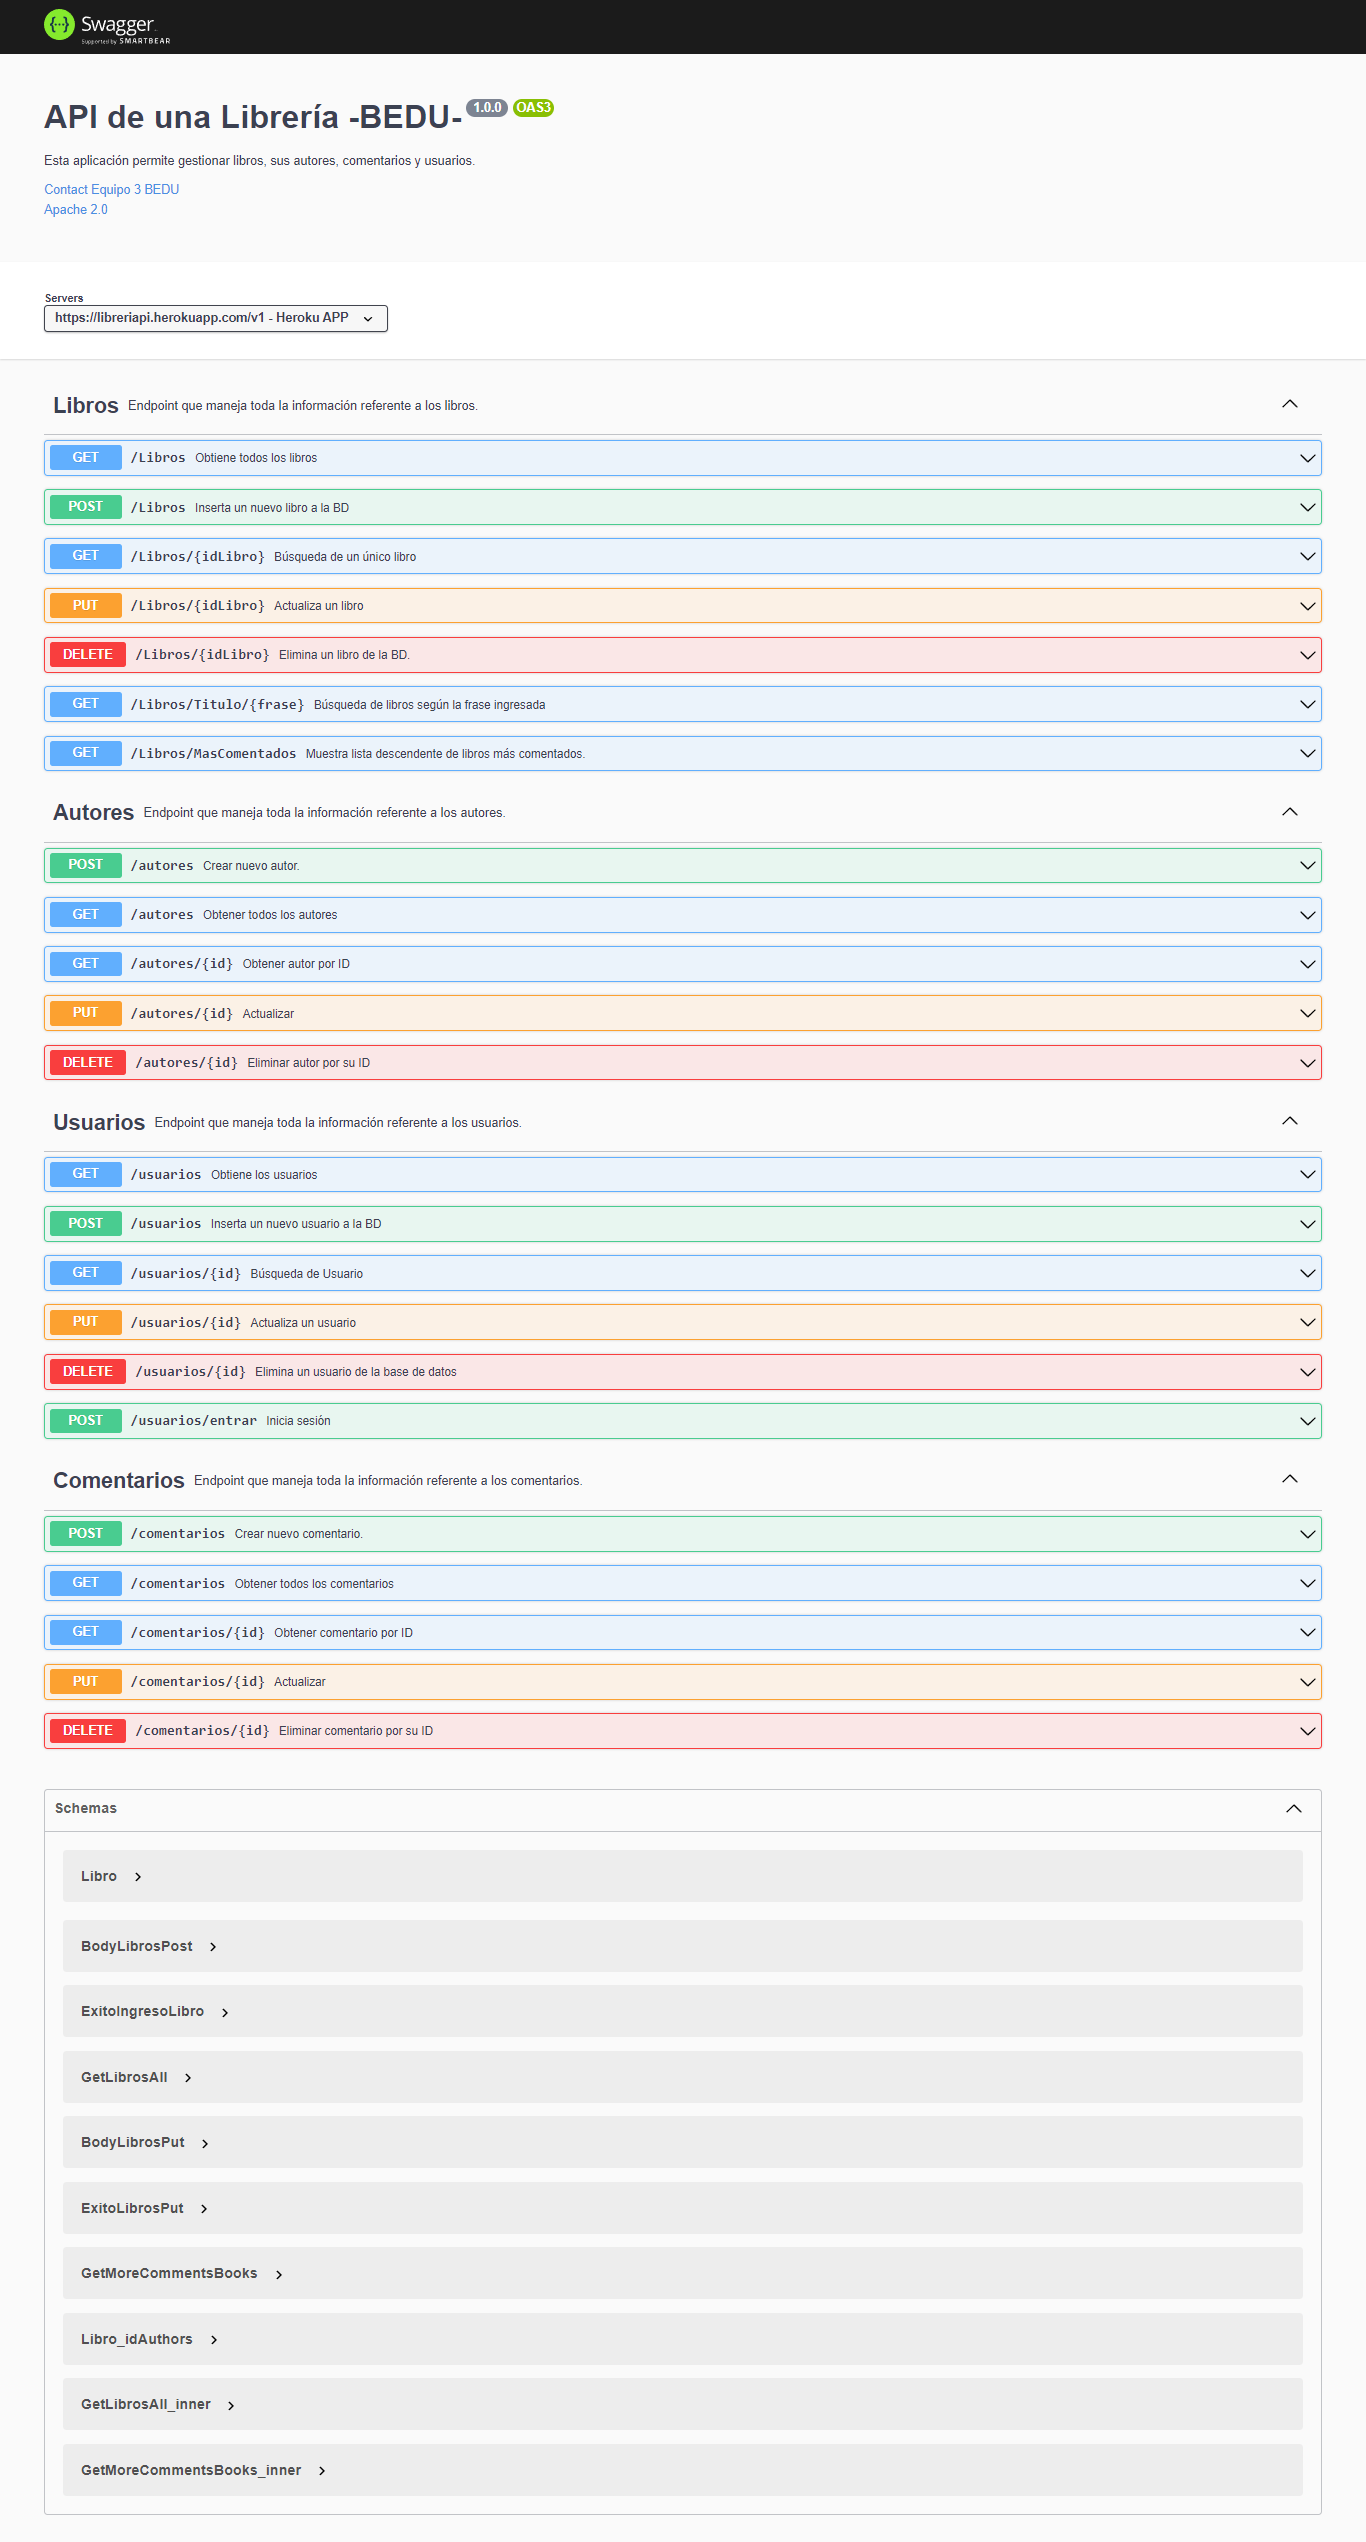 Swagger
Supported by SMARTBEAR
API de una Librería -BEDU- 1.0.0 OAS3
Esta aplicación permite gestionar libros, sus autores, comentarios y usuarios.
Contact Equipo 3 BEDU
Apache 2.0
Servers
https://libreriapi.herokuapp.com/v1 - Heroku APP
Libros Endpoint que maneja toda la información referente a los libros.
GET /Libros Obtiene todos los libros
POST /Libros Inserta un nuevo libro a la BD
GET /Libros/{idLibro} Búsqueda de un único libro
PUT /Libros/{idLibro} Actualiza un libro
DELETE /Libros/{idLibro} Elimina un libro de la BD.
GET /Libros/Titulo/{frase} Búsqueda de libros según la frase ingresada
GET /Libros/MasComentados Muestra lista descendente de libros más comentados.
Autores Endpoint que maneja toda la información referente a los autores.
POST /autores Crear nuevo autor.
GET /autores Obtener todos los autores
GET /autores/{id} Obtener autor por ID
PUT /autores/{id} Actualizar
DELETE /autores/{id} Eliminar autor por su ID
Usuarios Endpoint que maneja toda la información referente a los usuarios.
GET /usuarios Obtiene los usuarios
POST /usuarios Inserta un nuevo usuario a la BD
GET /usuarios/{id} Búsqueda de Usuario
PUT /usuarios/{id} Actualiza un usuario
DELETE /usuarios/{id} Elimina un usuario de la base de datos
POST /usuarios/entrar Inicia sesión
Comentarios Endpoint que maneja toda la información referente a los comentarios.
POST /comentarios Crear nuevo comentario.
GET /comentarios Obtener todos los comentarios
GET /comentarios/{id} Obtener comentario por ID
PUT /comentarios/{id} Actualizar
DELETE /comentarios/{id} Eliminar comentario por su ID
Schemas
Libro
BodyLibrosPost
ExitoIngresoLibro
GetLibrosAll
BodyLibrosPut
ExitoLibrosPut
GetMoreCommentsBooks
Libro_idAuthors
GetLibrosAll_inner
GetMoreCommentsBooks_inner